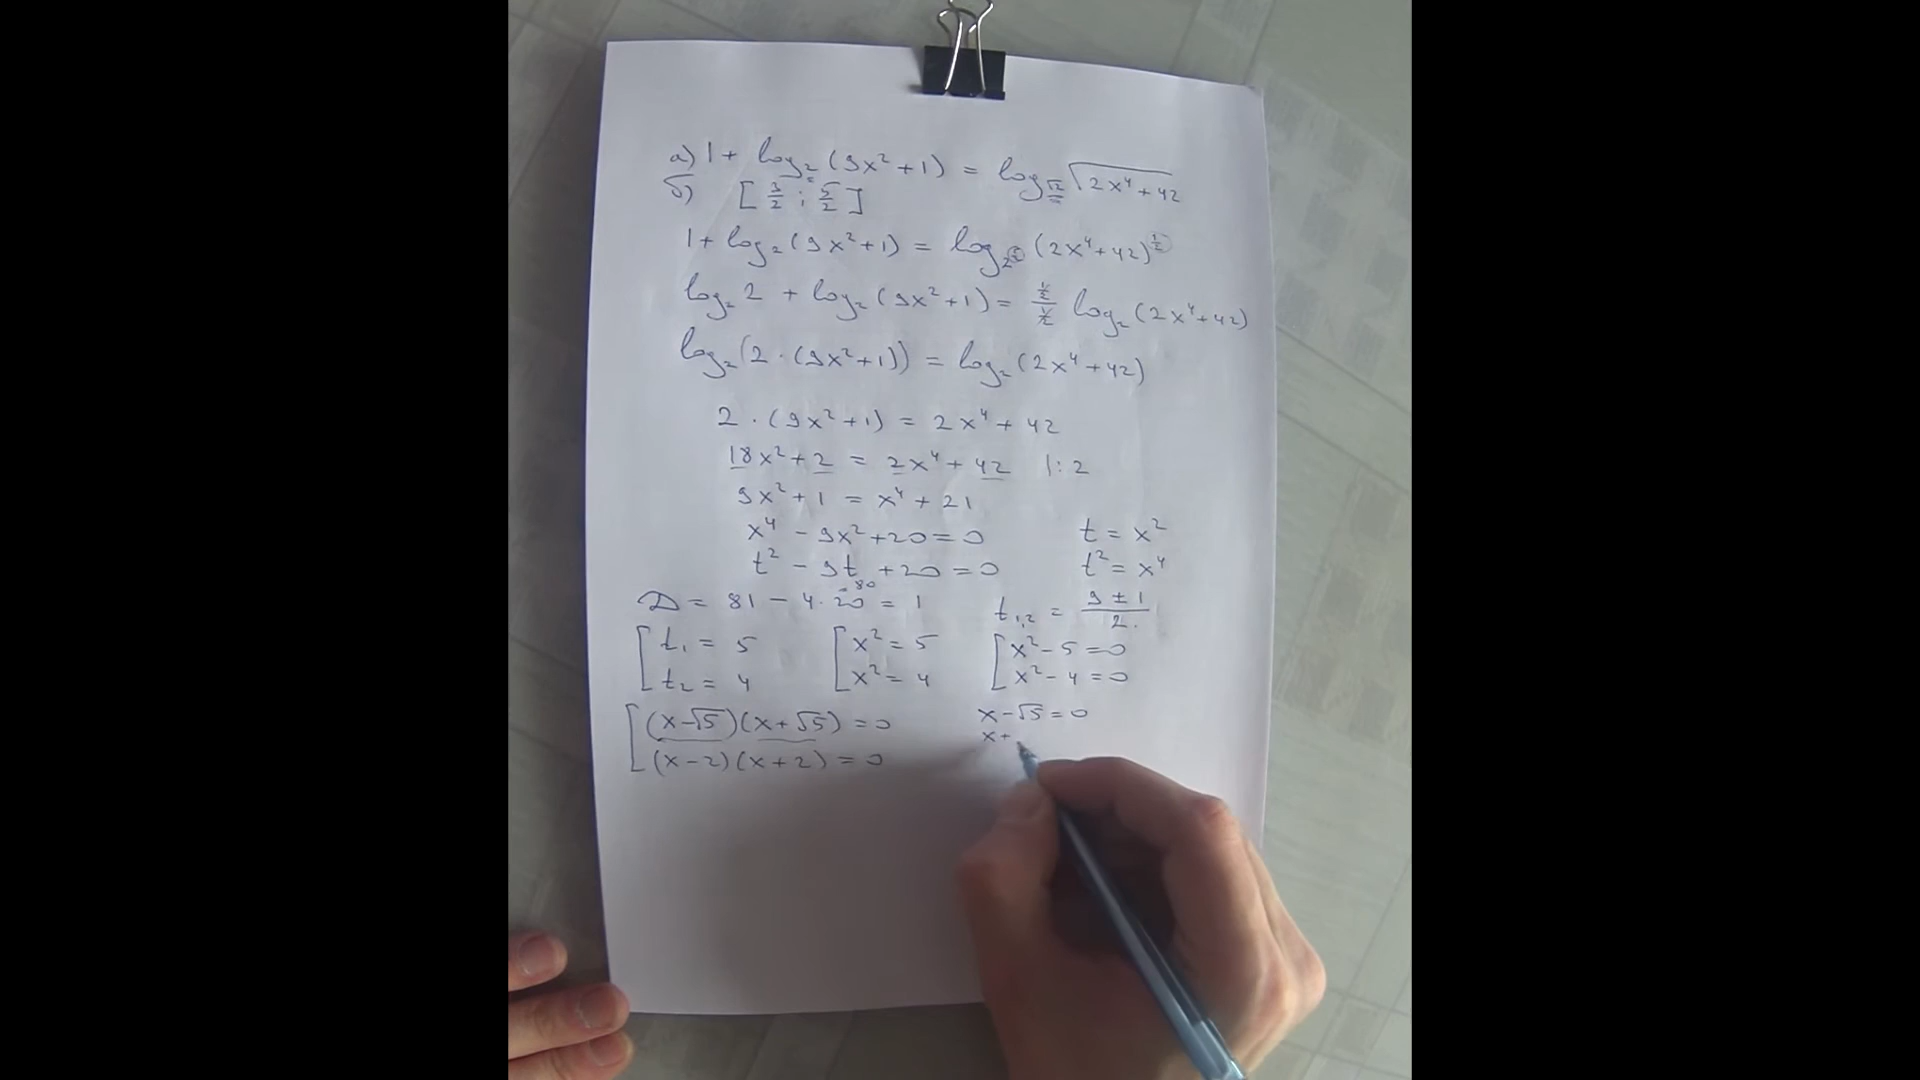 а) 1 + log₂(9x² + 1) = log_√2 √(2x⁴ + 42)
б) [3/2 ; 5/2]
1 + log₂(9x² + 1) = log_2^(1/2) (2x⁴ + 42)^(1/2)
log₂ 2 + log₂(9x² + 1) = (1/2)/(1/2) log₂(2x⁴ + 42)
log₂(2 · (9x² + 1)) = log₂(2x⁴ + 42)
2 · (9x² + 1) = 2x⁴ + 42
18x² + 2 = 2x⁴ + 42 |: 2
9x² + 1 = x⁴ + 21
x⁴ - 9x² + 20 = 0 t = x²
t² - 9t + 20 = 0 t² = x⁴
-80
D = 81 - 4 · 20 = 1 t₁,₂ = (9 ± 1)/2.
[ t₁ = 5 [ x² = 5 [ x² - 5 = 0
t₂ = 4 x² = 4 x² - 4 = 0
[ (x - √5)(x + √5) = 0 x - √5 = 0
(x - 2)(x + 2) = 0 x +